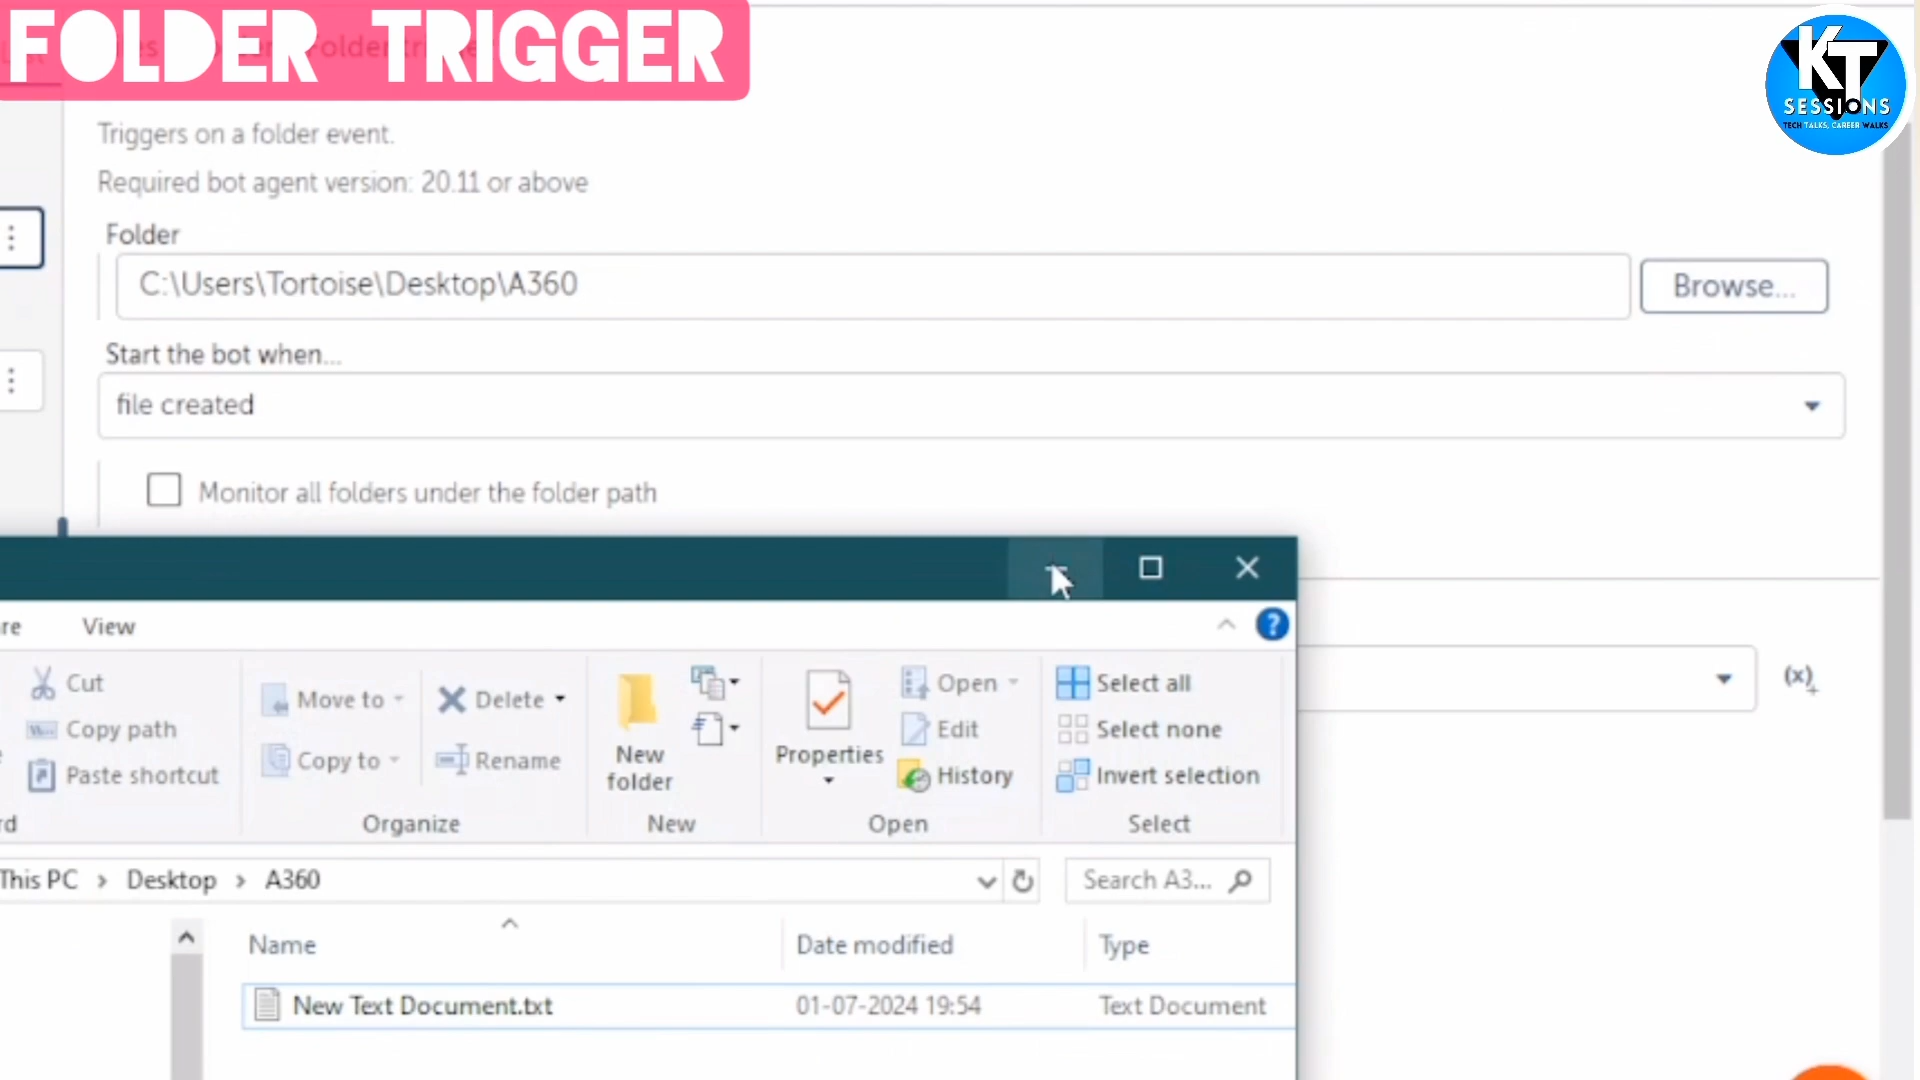 FOLDER TRIGGER
KT
SESSIONS
TECH TALKS, CAREER WALKS
Triggers on a folder event.
Required bot agent version: 20.11 or above
Folder
C:\Users\Tortoise\Desktop\A360
Browse...
Start the bot when...
file created
Monitor all folders under the folder path
re
View
?
(x)+
Cut
Copy path
Paste shortcut
Move to
Copy to
Delete
Rename
New
folder
Properties
Open
Edit
History
Select all
Select none
Invert selection
rd
Organize
New
Open
Select
This PC > Desktop > A360
Search A3...
Name
Date modified
Type
New Text Document.txt
01-07-2024 19:54
Text Document